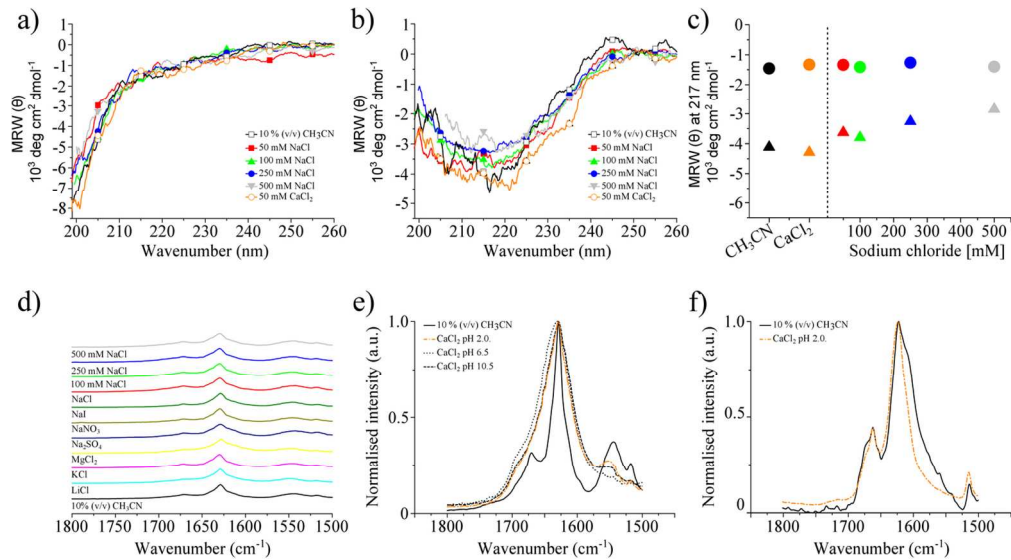 a)
MRW (θ)
10³ deg cm² dmol⁻¹
1
0
-1
-2
-3
-4
-5
-6
-7
-8
10 % (v/v) CH₃CN
50 mM NaCl
100 mM NaCl
250 mM NaCl
500 mM NaCl
50 mM CaCl₂
199 210 220 230 240 250 260
Wavenumber (nm)
b)
MRW (θ)
10³ deg cm² dmol⁻¹
1
0
-1
-2
-3
-4
-5
10 % (v/v) CH₃CN
50 mM NaCl
100 mM NaCl
250 mM NaCl
500 mM NaCl
50 mM CaCl₂
200 210 220 230 240 250 260
Wavenumber (nm)
c)
MRW (θ) at 217 nm
10³ deg cm² dmol⁻¹
0
-1
-2
-3
-4
-5
-6
CH₃CN
CaCl₂
100 200 300 400 500
Sodium chloride [mM]
d)
500 mM NaCl
250 mM NaCl
100 mM NaCl
NaCl
NaI
NaNO₃
Na₂SO₄
MgCl₂
KCl
LiCl
10% (v/v) CH₃CN
1800 1750 1700 1650 1600 1550 1500
Wavenumber (cm⁻¹)
e)
Normalised intensity (a.u.)
1.0
0.5
0
10 % (v/v) CH₃CN
CaCl₂ pH 2.0.
CaCl₂ pH 6.5
CaCl₂ pH 10.5
1800 1700 1600 1500
Wavenumber (cm⁻¹)
f)
Normalised intensity (a.u.)
1.0
0.5
0
10 % (v/v) CH₃CN
CaCl₂ pH 2.0.
1800 1700 1600 1500
Wavenumber (cm⁻¹)